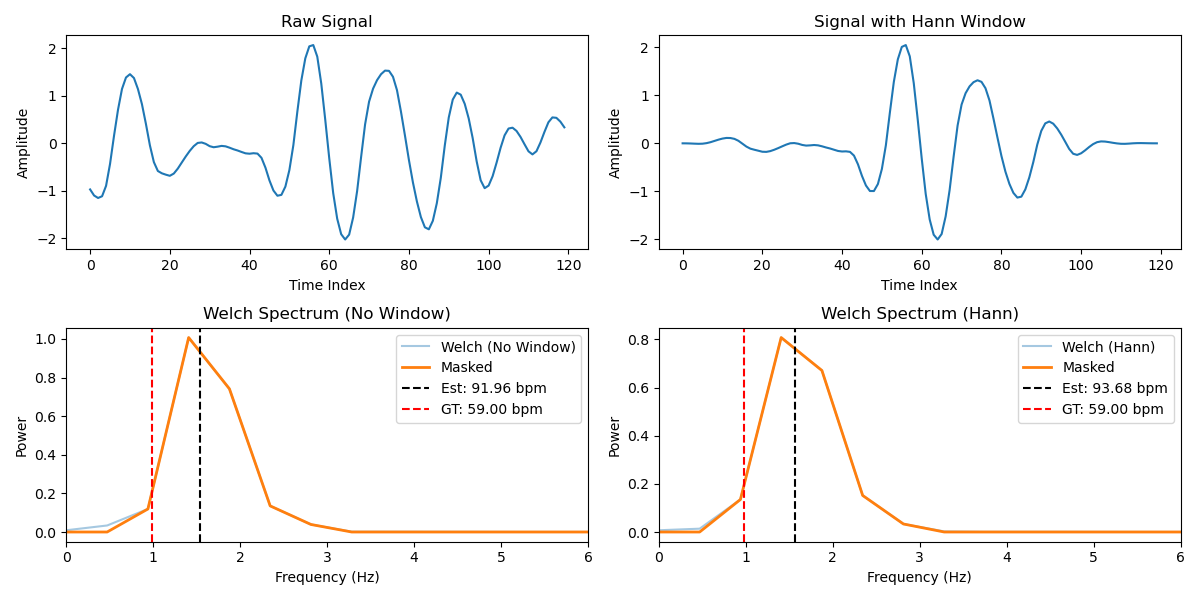 Raw Signal
Amplitude
2
1
0
−1
−2
0 20 40 60 80 100 120
Time Index
Signal with Hann Window
Amplitude
2
1
0
−1
−2
0 20 40 60 80 100 120
Time Index
Welch Spectrum (No Window)
Power
1.0
0.8
0.6
0.4
0.2
0.0
Welch (No Window)
Masked
Est: 91.96 bpm
GT: 59.00 bpm
0 1 2 3 4 5 6
Frequency (Hz)
Welch Spectrum (Hann)
Power
0.8
0.6
0.4
0.2
0.0
Welch (Hann)
Masked
Est: 93.68 bpm
GT: 59.00 bpm
0 1 2 3 4 5 6
Frequency (Hz)